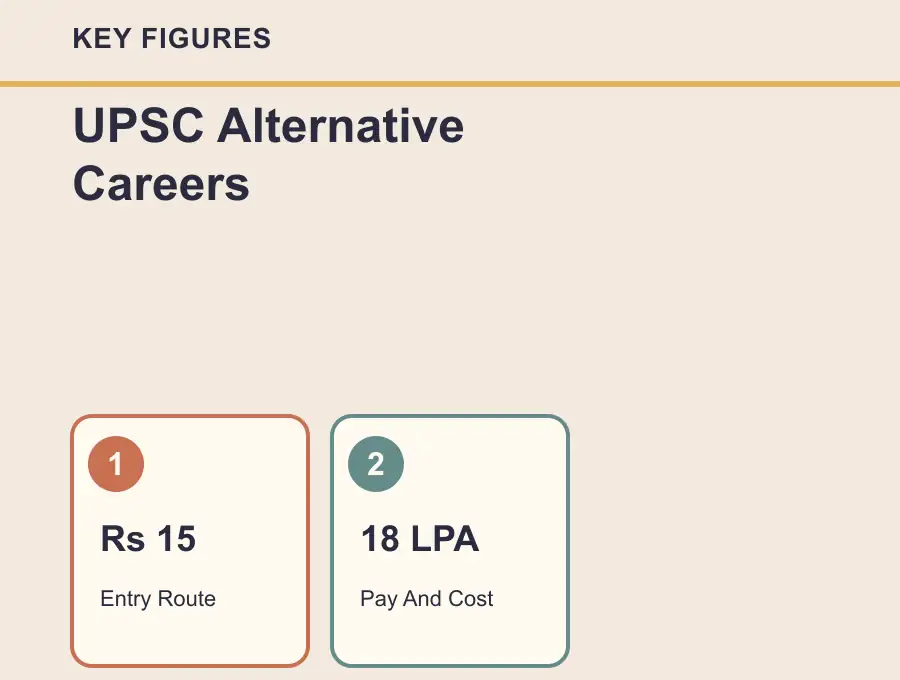 KEY FIGURES
UPSC Alternative
Careers
1
Rs 15
Entry Route
2
18 LPA
Pay And Cost